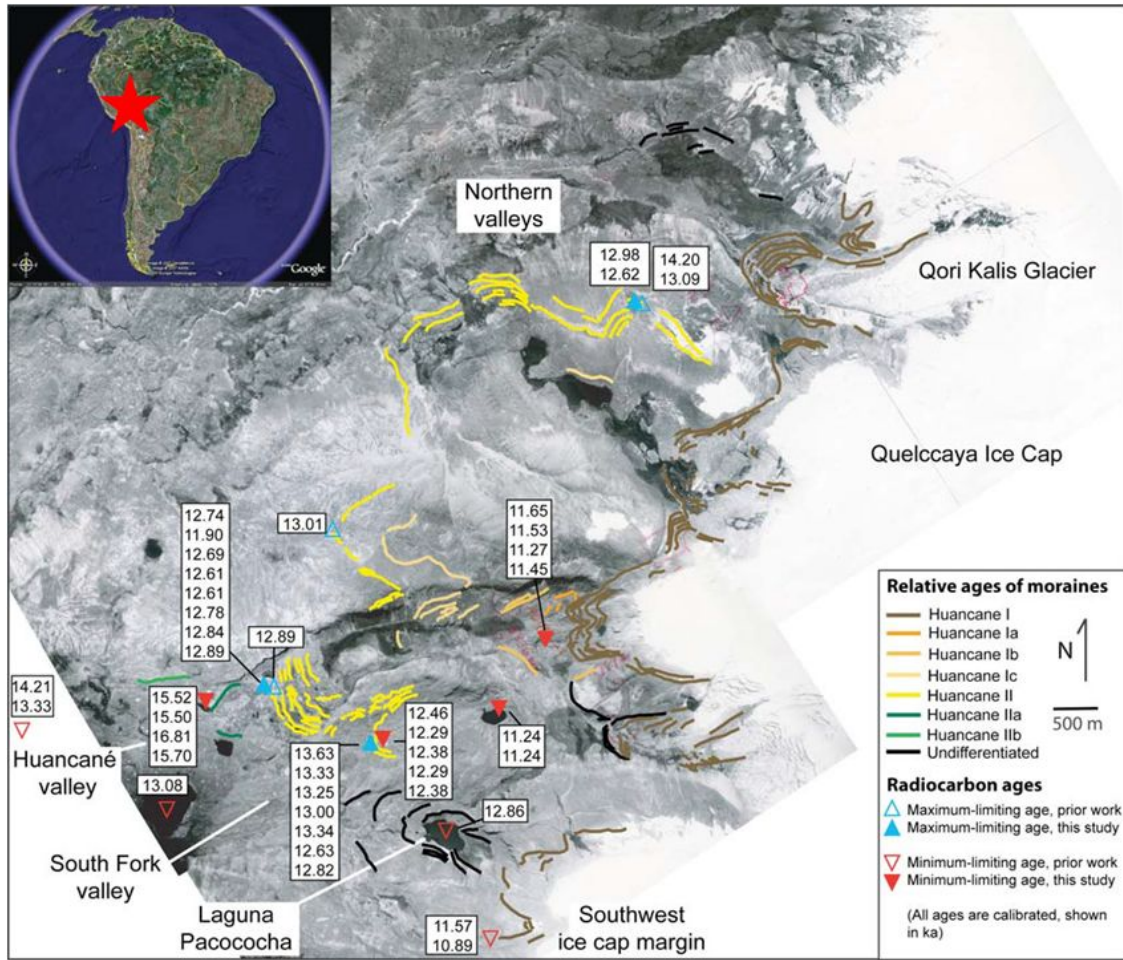 Google
Northern
valleys
12.98
12.62
14.20
13.09
Qori Kalis Glacier
Quelccaya Ice Cap
12.74
11.90
12.69
12.61
12.61
12.78
12.84
12.89
13.01
11.65
11.53
11.27
11.45
12.89
14.21
13.33
Huancané
valley
15.52
15.50
16.81
15.70
13.08
13.63
13.33
13.25
13.00
13.34
12.63
12.82
12.46
12.29
12.38
12.29
12.38
11.24
11.24
12.86
South Fork
valley
Laguna
Pacococha
11.57
10.89
Southwest
ice cap margin
Relative ages of moraines
Huancane I
Huancane Ia
Huancane Ib
Huancane Ic
Huancane II
Huancane IIa
Huancane IIb
Undifferentiated
N
500 m
Radiocarbon ages
Maximum-limiting age, prior work
Maximum-limiting age, this study
Minimum-limiting age, prior work
Minimum-limiting age, this study
(All ages are calibrated, shown
in ka)